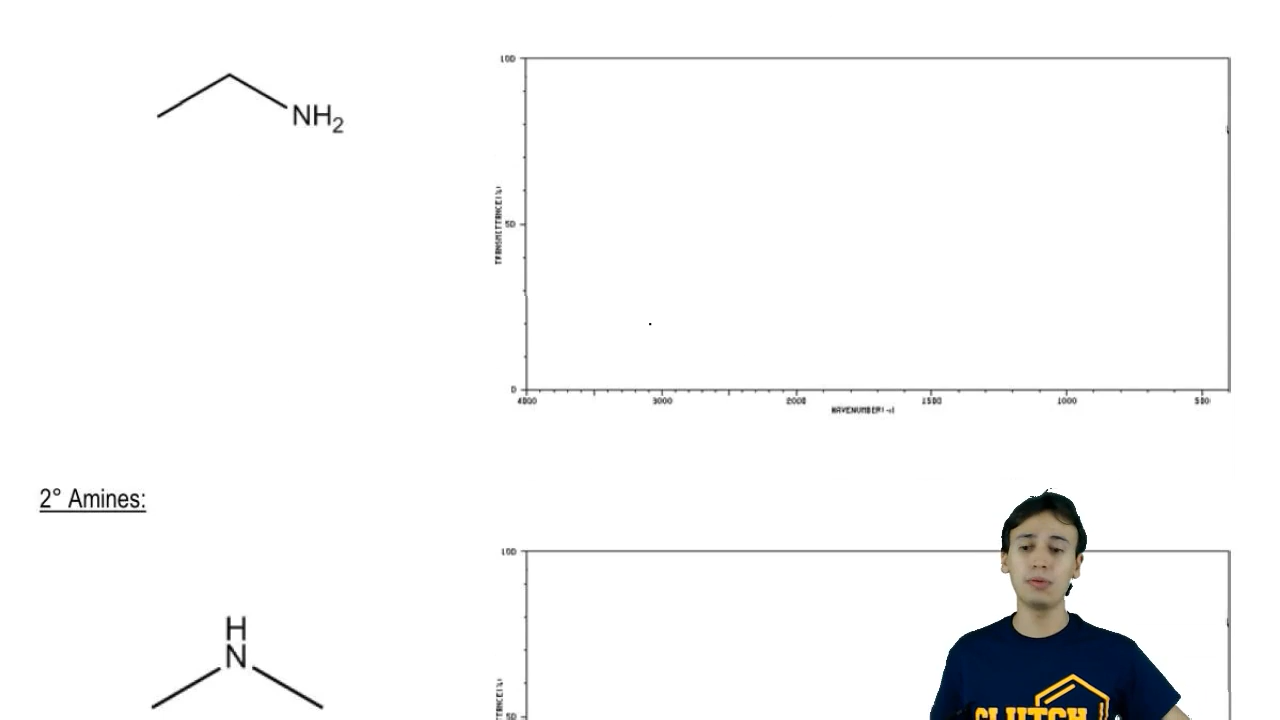 NH2
100
TRANSMITTANCE(%)
50
0
4000 3000 2000 1500 1000 500
WAVENUMBER(-1)
2° Amines:
100
H
N
50
CLUTCH